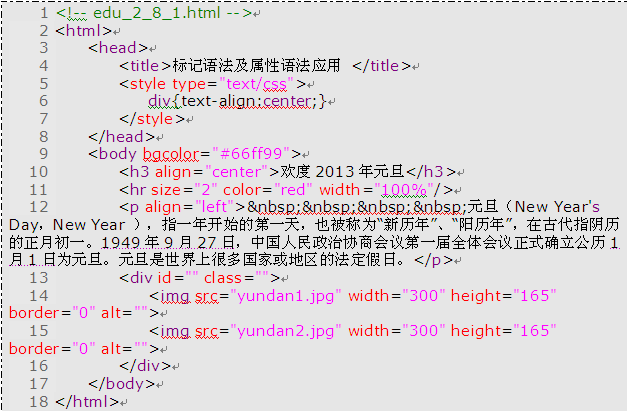 1 <!-- edu_2_8_1.html -->
2 <html>
3 <head>
4 <title>标记语法及属性语法应用 </title>
5 <style type="text/css">
6 div{text-align:center;}
7 </style>
8 </head>
9 <body bgcolor="#66ff99">
10 <h3 align="center">欢度 2013 年元旦</h3>
11 <hr size="2" color="red" width="100%"/>
12 <p align="left">&nbsp;&nbsp;&nbsp;&nbsp;元旦（New Year's
Day，New Year ），指一年开始的第一天，也被称为“新历年”、“阳历年”，在古代指阴历
的正月初一。1949 年 9 月 27 日，中国人民政治协商会议第一届全体会议正式确立公历 1
月 1 日为元旦。元旦是世界上很多国家或地区的法定假日。</p>
13 <div id="" class="">
14 <img src="yundan1.jpg" width="300" height="165"
border="0" alt="">
15 <img src="yundan2.jpg" width="300" height="165"
border="0" alt="">
16 </div>
17 </body>
18 </html>